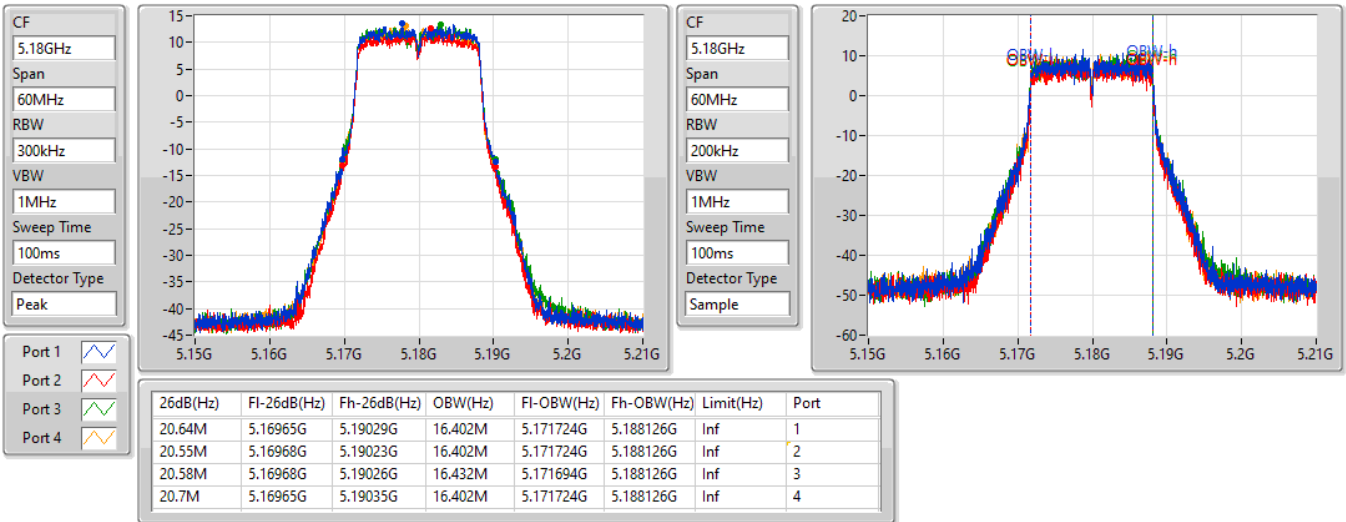 CF
5.18GHz
Span
60MHz
RBW
300kHz
VBW
1MHz
Sweep Time
100ms
Detector Type
Peak
15
10
5
0
-5
-10
-15
-20
-25
-30
-35
-40
-45
5.15G 5.16G 5.17G 5.18G 5.19G 5.2G 5.21G
CF
5.18GHz
Span
60MHz
RBW
200kHz
VBW
1MHz
Sweep Time
100ms
Detector Type
Sample
20
10
0
-10
-20
-30
-40
-50
-60
OBW-l OBW-h
5.15G 5.16G 5.17G 5.18G 5.19G 5.2G 5.21G
Port 1
Port 2
Port 3
Port 4
26dB(Hz) Fl-26dB(Hz) Fh-26dB(Hz) OBW(Hz) Fl-OBW(Hz) Fh-OBW(Hz) Limit(Hz) Port
20.64M 5.16965G 5.19029G 16.402M 5.171724G 5.188126G Inf 1
20.55M 5.16968G 5.19023G 16.402M 5.171724G 5.188126G Inf 2
20.58M 5.16968G 5.19026G 16.432M 5.171694G 5.188126G Inf 3
20.7M 5.16965G 5.19035G 16.402M 5.171724G 5.188126G Inf 4